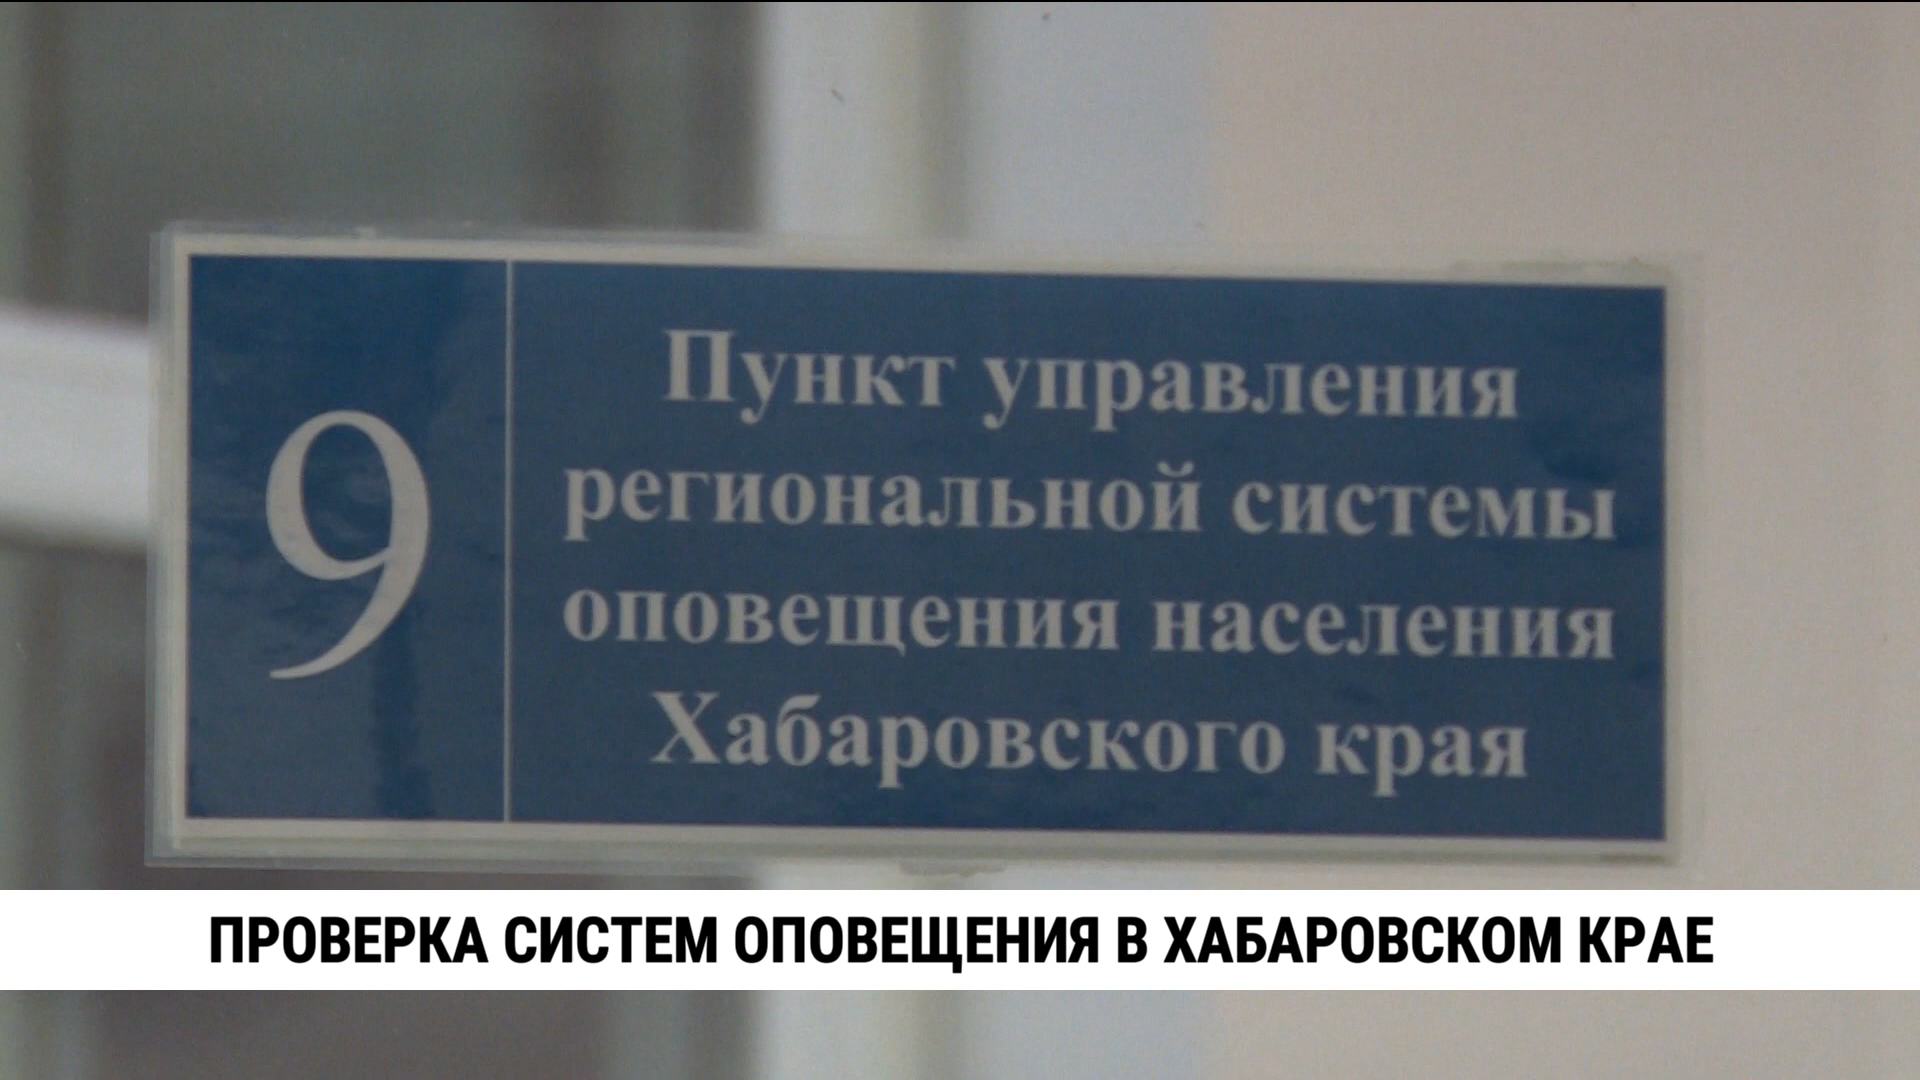 9
Пункт управления
региональной системы
оповещения населения
Хабаровского края
ПРОВЕРКА СИСТЕМ ОПОВЕЩЕНИЯ В ХАБАРОВСКОМ КРАЕ